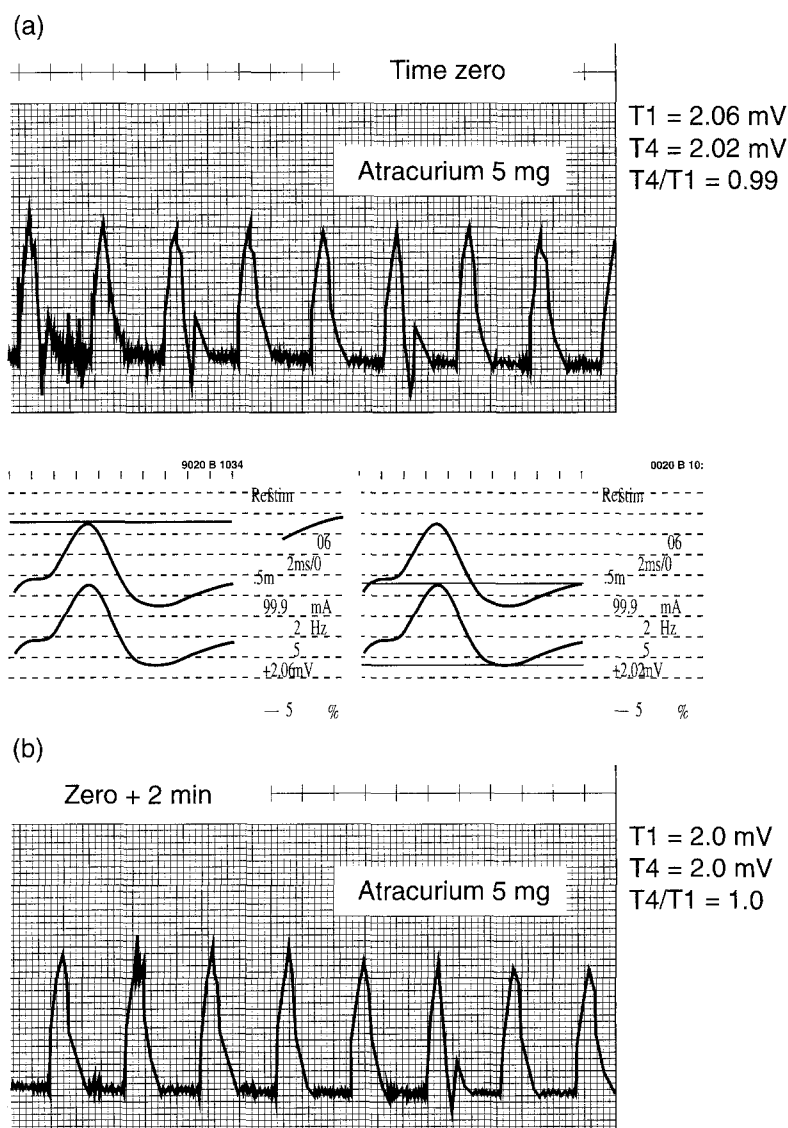 (a)
Time zero
Atracurium 5 mg
T1 = 2.06 mV
T4 = 2.02 mV
T4/T1 = 0.99
9020 B 1034
Refstim
06
2ms/0
.5m
99.9 mA
2 Hz
5
+2.06mV
— 5 %
0020 B 10:
Refstim
06
2ms/0
.5m
99.9 mA
2 Hz
5
+2.02mV
— 5 %
(b)
Zero + 2 min
Atracurium 5 mg
T1 = 2.0 mV
T4 = 2.0 mV
T4/T1 = 1.0